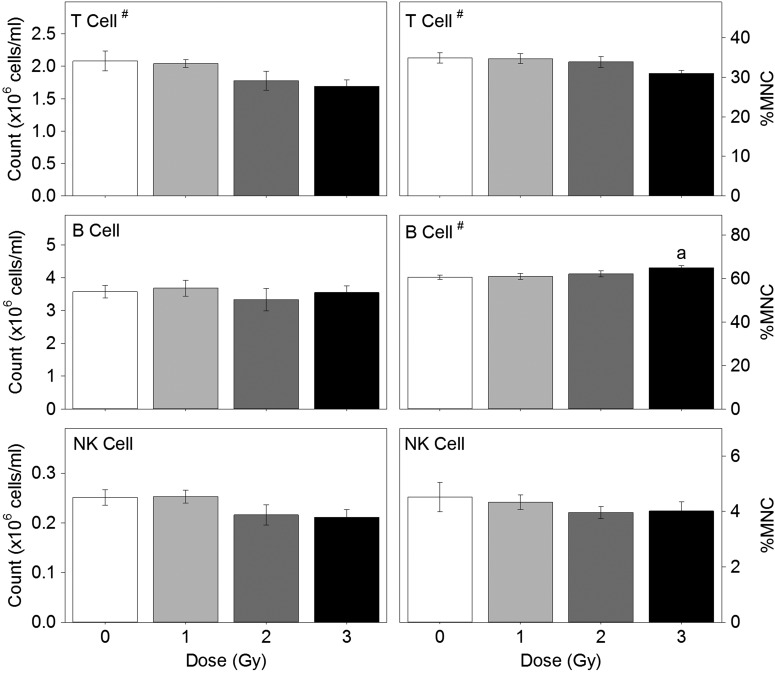 T Cell #
T Cell #
Count (x10⁶ cells/ml)
2.5
2.0
1.5
1.0
0.5
0.0
40
30
20
10
0
%MNC
B Cell
B Cell #
a
Count (x10⁶ cells/ml)
5
4
3
2
1
0
80
60
40
20
0
%MNC
NK Cell
NK Cell
Count (x10⁶ cells/ml)
0.3
0.2
0.1
0.0
6
4
2
0
%MNC
0 1 2 3
0 1 2 3
Dose (Gy)
Dose (Gy)